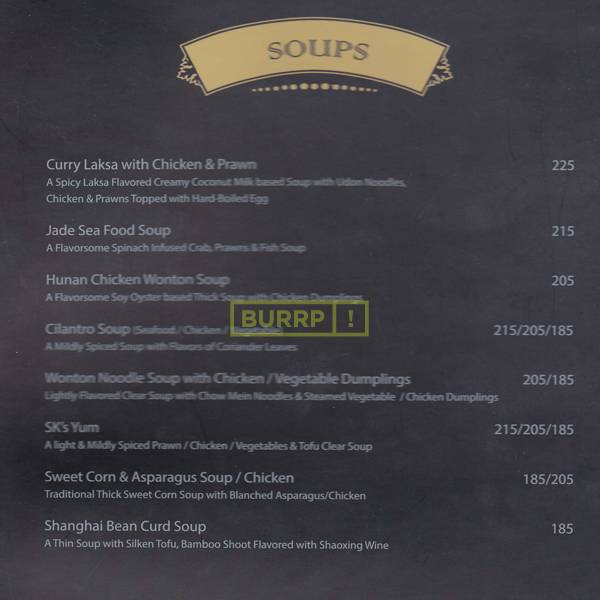 SOUPS
Curry Laksa with Chicken & Prawn 225
A Spicy Laksa Flavored Creamy Coconut Milk based Soup with Udon Noodles,
Chicken & Prawns Topped with Hard-Boiled Egg
Jade Sea Food Soup 215
A Flavorsome Spinach Infused Crab, Prawns & Fish Soup
Hunan Chicken Wonton Soup 205
A Flavorsome Soy Oyster based Thick Soup with Chicken Dumplings
BURRP!
Cilantro Soup (Seafood / Chicken / Vegetable) 215/205/185
A Mildly Spiced Soup with Flavors of Coriander Leaves
Wonton Noodle Soup with Chicken / Vegetable Dumplings 205/185
Lightly Flavored Clear Soup with Chow Mein Noodles & Steamed Vegetable / Chicken Dumplings
SK's Yum 215/205/185
A light & Mildly Spiced Prawn / Chicken / Vegetables & Tofu Clear Soup
Sweet Corn & Asparagus Soup / Chicken 185/205
Traditional Thick Sweet Corn Soup with Blanched Asparagus/Chicken
Shanghai Bean Curd Soup 185
A Thin Soup with Silken Tofu, Bamboo Shoot Flavored with Shaoxing Wine